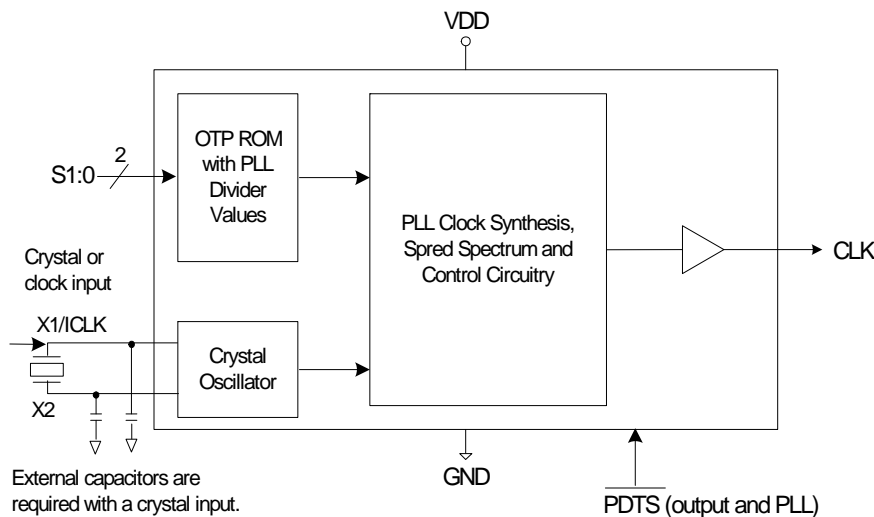 VDD
OTP ROM
with PLL
Divider
Values
2
S1:0
PLL Clock Synthesis,
Spred Spectrum and
Control Circuitry
CLK
Crystal or
clock input
X1/ICLK
Crystal
Oscillator
X2
External capacitors are
required with a crystal input.
GND
PDTS (output and PLL)